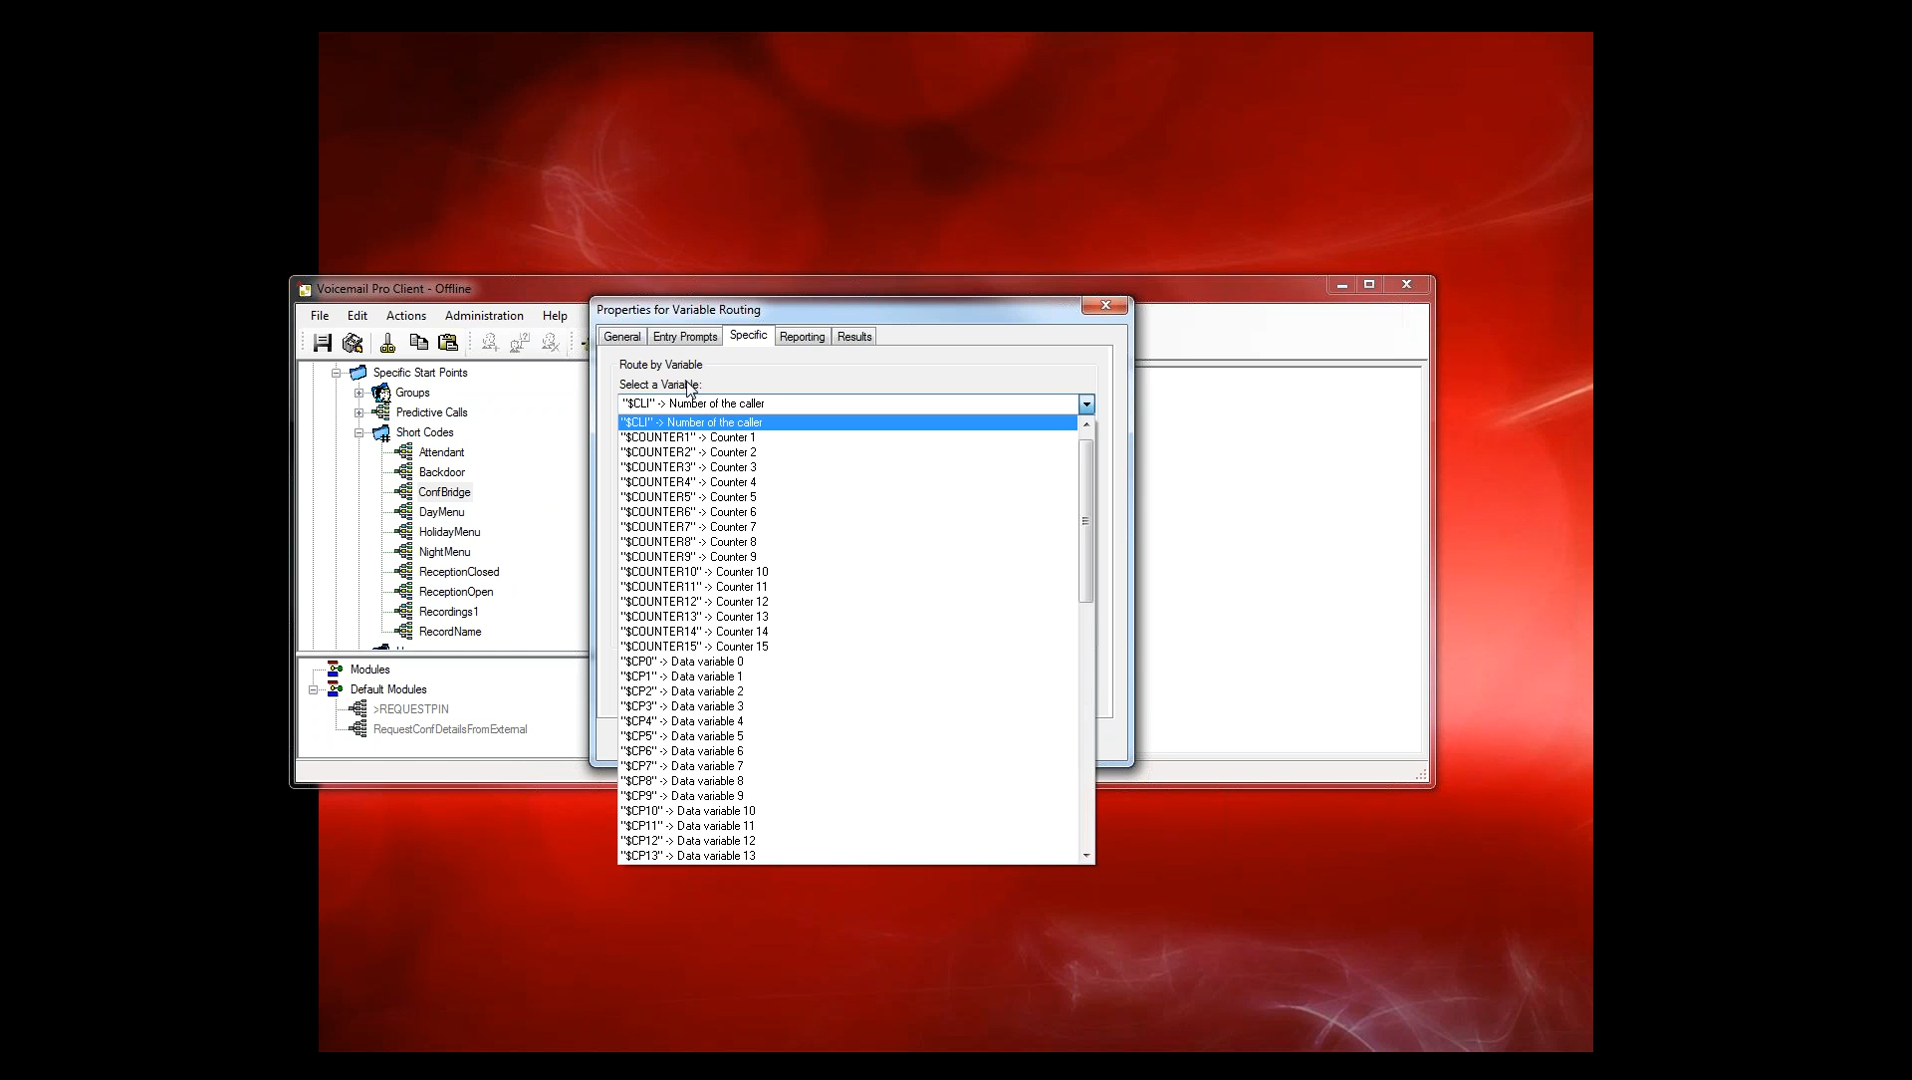 Voicemail Pro Client - Offline
File Edit Actions Administration Help
Specific Start Points
Groups
Predictive Calls
Short Codes
Attendant
Backdoor
ConfBridge
DayMenu
HolidayMenu
NightMenu
ReceptionClosed
ReceptionOpen
Recordings1
RecordName
Modules
Default Modules
>REQUESTPIN
RequestConfDetailsFromExternal
Properties for Variable Routing
General Entry Prompts Specific Reporting Results
Route by Variable
Select a Variable:
"$CLI" -> Number of the caller
"$CLI" -> Number of the caller
"$COUNTER1" -> Counter 1
"$COUNTER2" -> Counter 2
"$COUNTER3" -> Counter 3
"$COUNTER4" -> Counter 4
"$COUNTER5" -> Counter 5
"$COUNTER6" -> Counter 6
"$COUNTER7" -> Counter 7
"$COUNTER8" -> Counter 8
"$COUNTER9" -> Counter 9
"$COUNTER10" -> Counter 10
"$COUNTER11" -> Counter 11
"$COUNTER12" -> Counter 12
"$COUNTER13" -> Counter 13
"$COUNTER14" -> Counter 14
"$COUNTER15" -> Counter 15
"$CP0" -> Data variable 0
"$CP1" -> Data variable 1
"$CP2" -> Data variable 2
"$CP3" -> Data variable 3
"$CP4" -> Data variable 4
"$CP5" -> Data variable 5
"$CP6" -> Data variable 6
"$CP7" -> Data variable 7
"$CP8" -> Data variable 8
"$CP9" -> Data variable 9
"$CP10" -> Data variable 10
"$CP11" -> Data variable 11
"$CP12" -> Data variable 12
"$CP13" -> Data variable 13